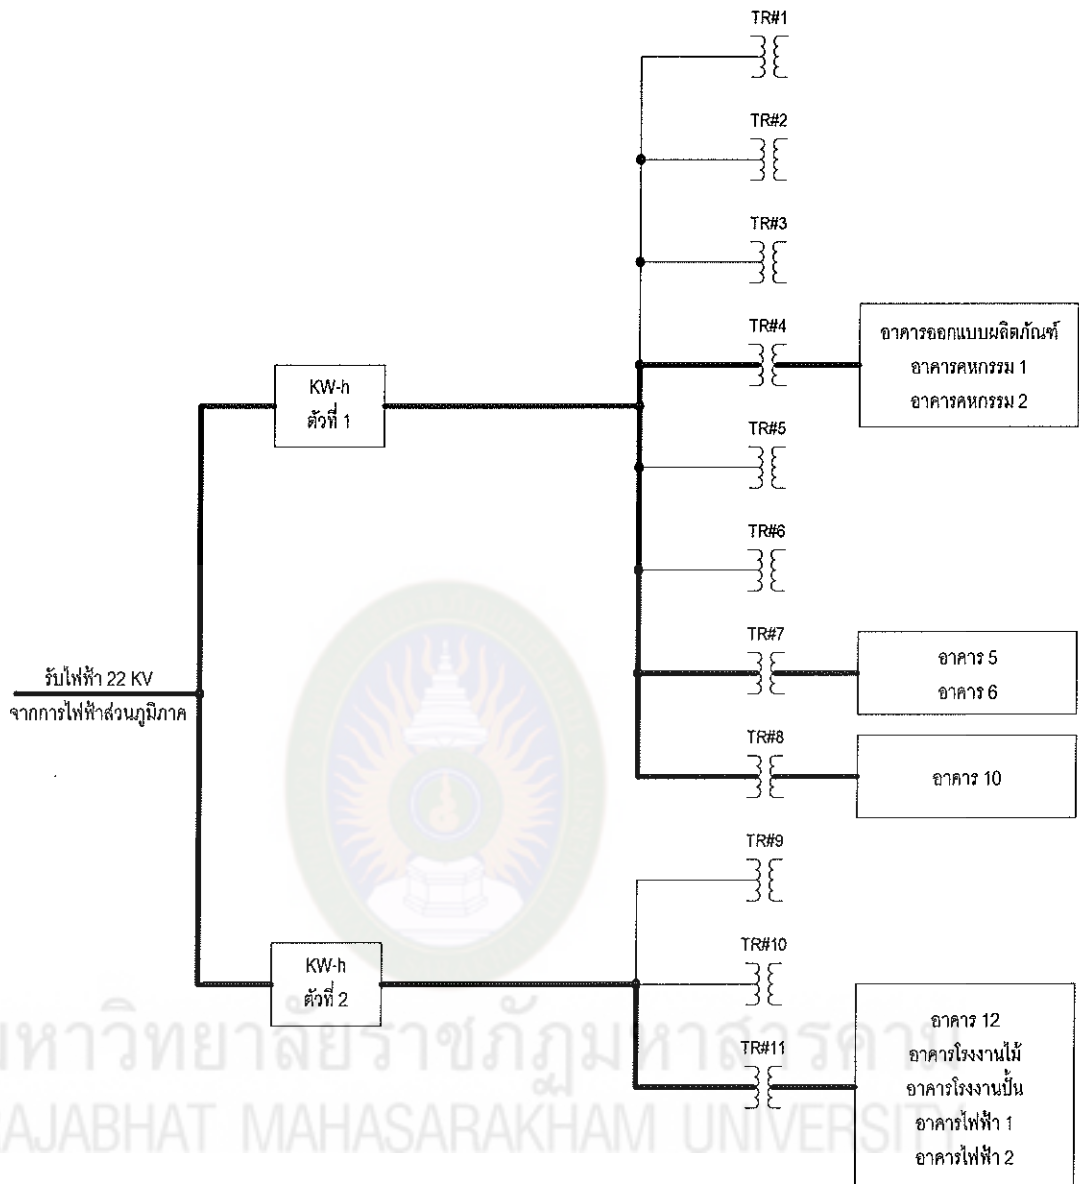 TR#1
TR#2
TR#3
TR#4
อาคารออกแบบผลิตภัณฑ์
อาคารคหกรรม 1
อาคารคหกรรม 2
KW-h
ตัวที่ 1
TR#5
TR#6
TR#7
อาคาร 5
อาคาร 6
รับไฟฟ้า 22 KV
จากการไฟฟ้าส่วนภูมิภาค
TR#8
อาคาร 10
TR#9
KW-h
ตัวที่ 2
TR#10
TR#11
อาคาร 12
อาคารโรงงานไม้
อาคารโรงงานปั้น
อาคารไฟฟ้า 1
อาคารไฟฟ้า 2
มหาวิทยาลัยราชภัฏมหาสารคาม
RAJABHAT MAHASARAKHAM UNIVERSITY